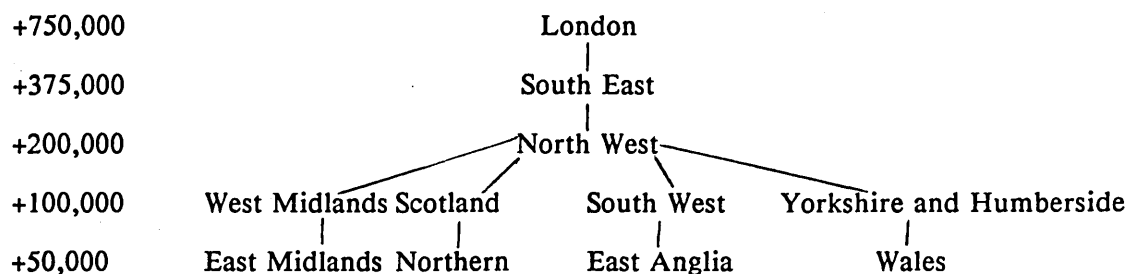 +750,000 London
+375,000 South East
+200,000 North West
+100,000 West Midlands Scotland South West Yorkshire and Humberside
+50,000 East Midlands Northern East Anglia Wales